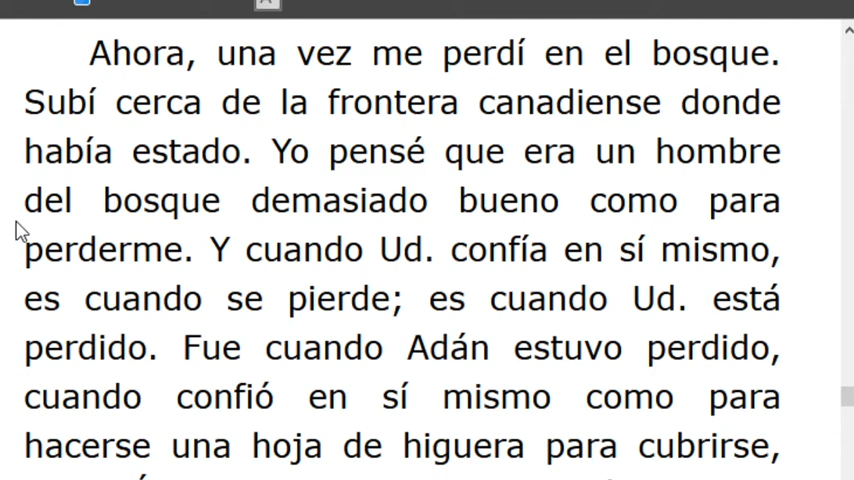 Ahora, una vez me perdí en el bosque.
Subí cerca de la frontera canadiense donde
había estado. Yo pensé que era un hombre
del bosque demasiado bueno como para
perderme. Y cuando Ud. confía en sí mismo,
es cuando se pierde; es cuando Ud. está
perdido. Fue cuando Adán estuvo perdido,
cuando confió en sí mismo como para
hacerse una hoja de higuera para cubrirse,